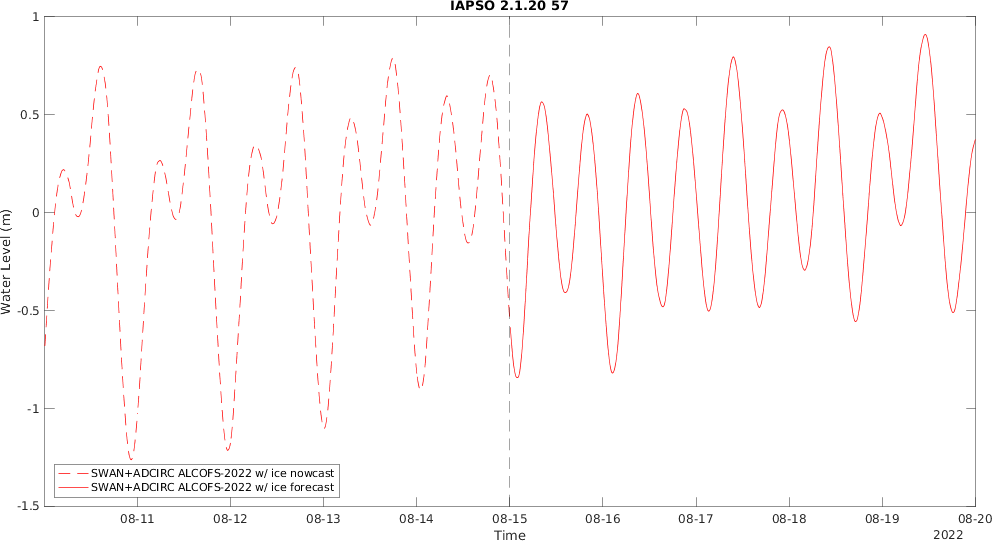 IAPSO 2.1.20 57
Water Level (m)
1
0.5
0
-0.5
-1
-1.5
SWAN+ADCIRC ALCOFS-2022 w/ ice nowcast
SWAN+ADCIRC ALCOFS-2022 w/ ice forecast
08-11 08-12 08-13 08-14 08-15 08-16 08-17 08-18 08-19 08-20
Time
2022